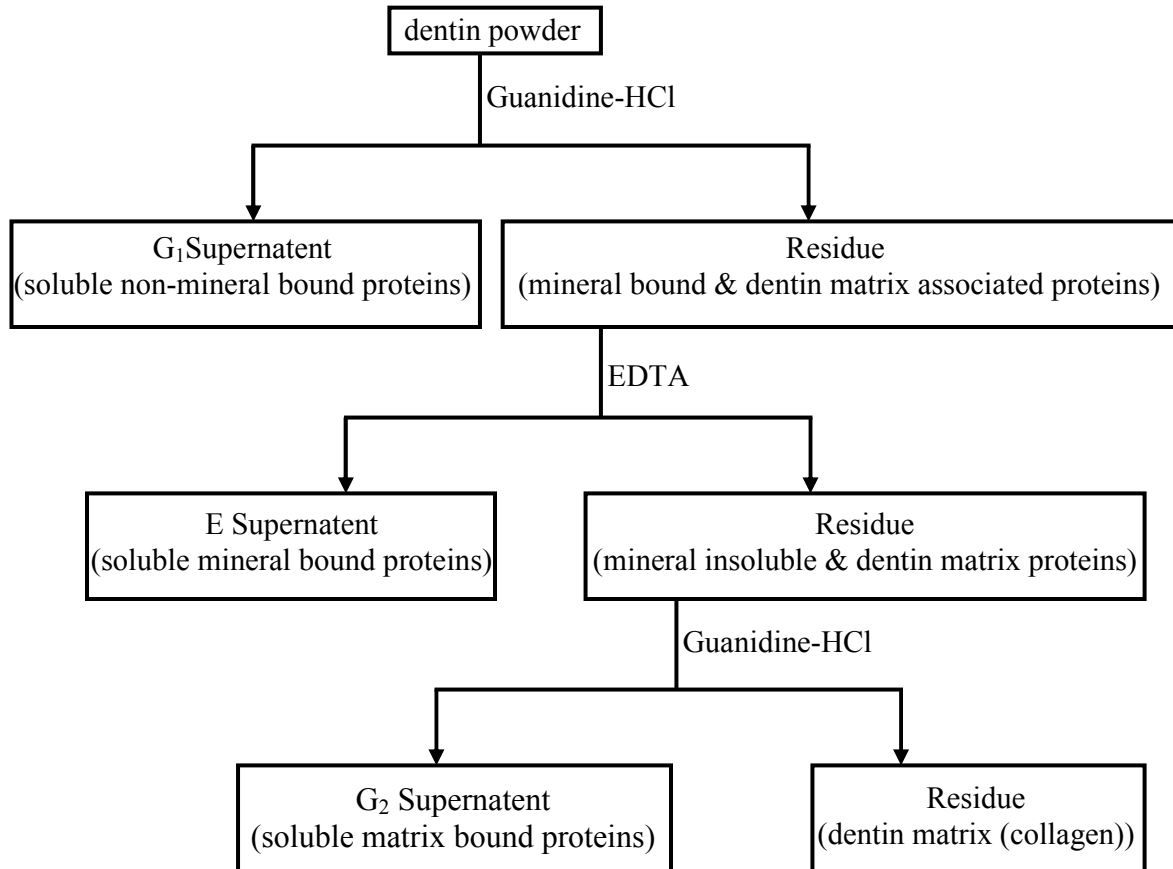 dentin powder
Guanidine-HCl
G₁Supernatent
(soluble non-mineral bound proteins)
Residue
(mineral bound & dentin matrix associated proteins)
EDTA
E Supernatent
(soluble mineral bound proteins)
Residue
(mineral insoluble & dentin matrix proteins)
Guanidine-HCl
G₂ Supernatent
(soluble matrix bound proteins)
Residue
(dentin matrix (collagen))